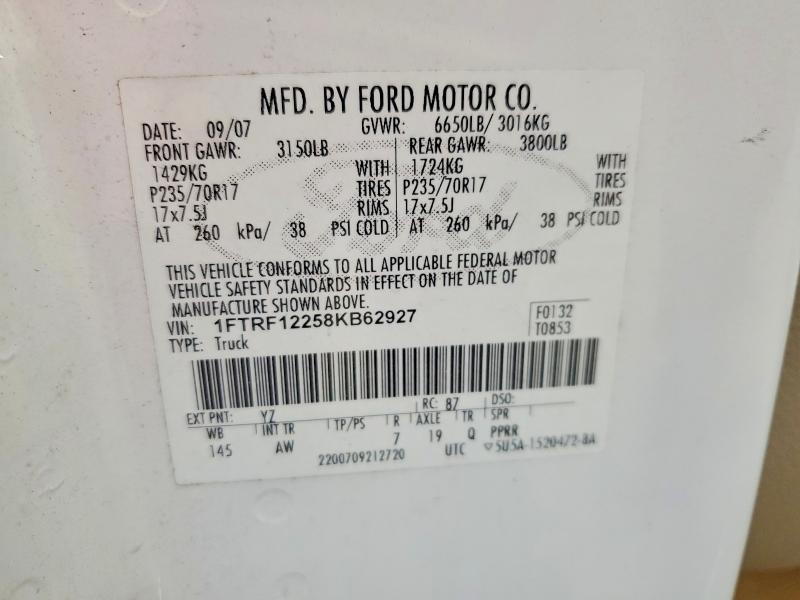 MFD. BY FORD MOTOR CO.
DATE: 09/07 GVWR: 6650LB/ 3016KG
FRONT GAWR: 3150LB REAR GAWR: 3800LB
1429KG WITH 1724KG WITH
P235/70R17 TIRES P235/70R17 TIRES
17x7.5J RIMS 17x7.5J RIMS
AT 260 kPa/ 38 PSI COLD AT 260 kPa/ 38 PSI COLD
Ford
THIS VEHICLE CONFORMS TO ALL APPLICABLE FEDERAL MOTOR
VEHICLE SAFETY STANDARDS IN EFFECT ON THE DATE OF
MANUFACTURE SHOWN ABOVE.
VIN: 1FTRF12258KB62927 F0132
TYPE: Truck T0853
EXT PNT: YZ RC: 87 DSO:
WB INT TR TP/PS R AXLE TR SPR
145 AW 7 19 Q PPRR
2200709212720 UTC ▽5U5A-1520472-BA